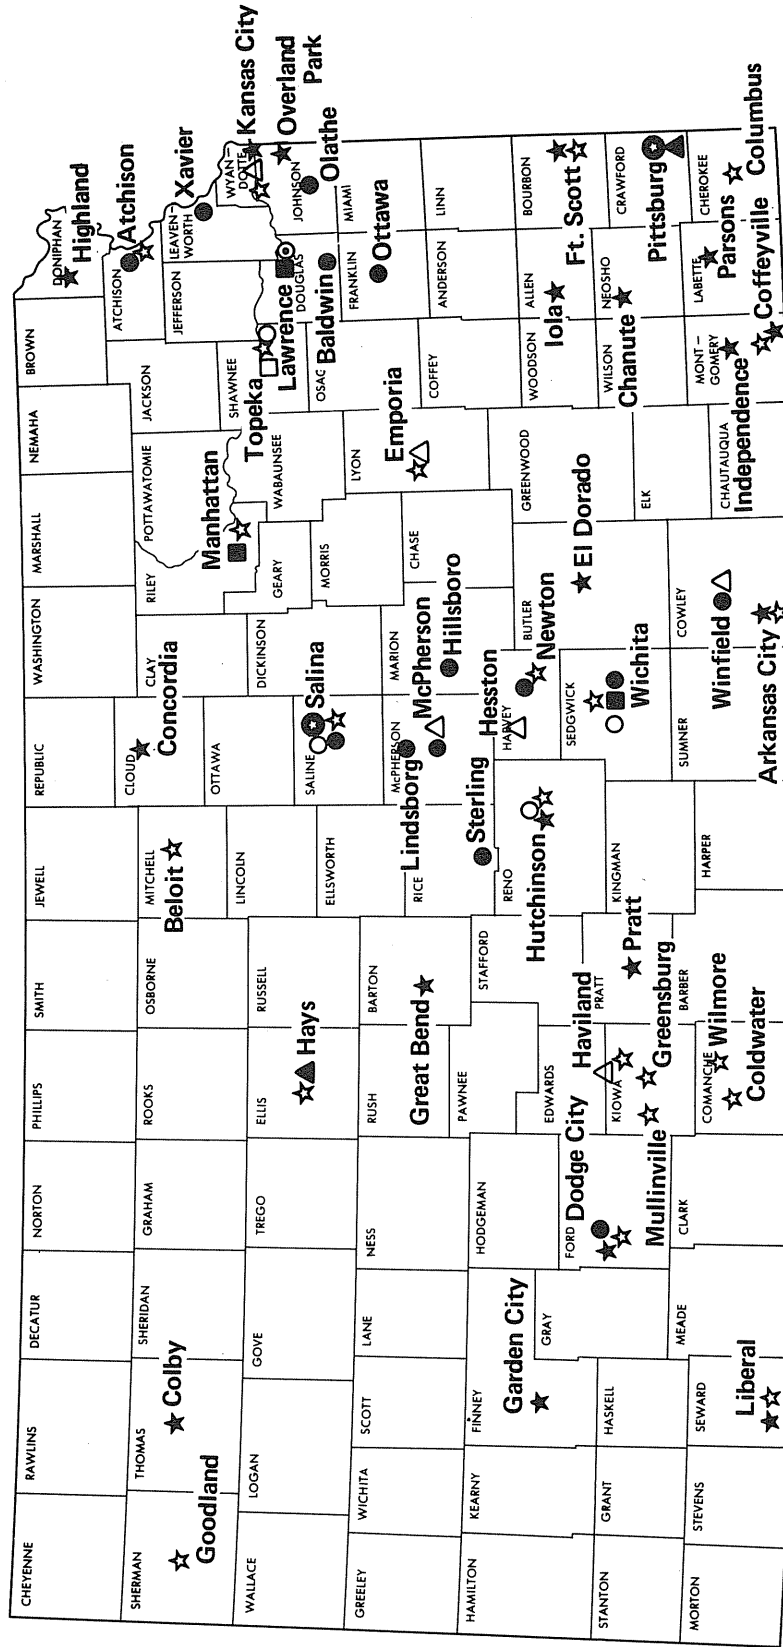 CHEYENNE
RAWLINS
DECATUR
NORTON
PHILLIPS
SMITH
JEWELL
REPUBLIC
WASHINGTON
MARSHALL
NEMAHA
BROWN
DONIPHAN
Highland
SHERMAN
Goodland
THOMAS
Colby
SHERIDAN
GRAHAM
ROOKS
OSBORNE
MITCHELL
Beloit
CLOUD
Concordia
CLAY
RILEY
POTTAWATOMIE
Manhattan
JACKSON
ATCHISON
Atchison
JEFFERSON
LEAVEN-
WORTH
Xavier
WYAN-
DOTTE
Kansas City
Overland
Park
WALLACE
LOGAN
GOVE
TREGO
ELLIS
Hays
RUSSELL
LINCOLN
OTTAWA
ELLSWORTH
SALINE
Salina
DICKINSON
GEARY
MORRIS
WABAUNSEE
SHAWNEE
Topeka
OSAG
DOUGLAS
Lawrence
Baldwin
JOHNSON
Olathe
GREELEY
WICHITA
SCOTT
LANE
NESS
RUSH
BARTON
Great Bend
RICE
Lindsborg
McPHERSON
McPherson
MARION
Hillsboro
CHASE
LYON
Emporia
COFFEY
FRANKLIN
Ottawa
MIAMI
ANDERSON
LINN
HAMILTON
KEARNY
FINNEY
Garden City
GRAY
HODGEMAN
PAWNEE
EDWARDS
STAFFORD
Sterling
RENO
Hutchinson
Hesston
HARVEY
Newton
BUTLER
El Dorado
GREENWOOD
WOODSON
ALLEN
Iola
BOURBON
Ft. Scott
STANTON
GRANT
HASKELL
FORD
Dodge City
KIOWA
Haviland
Mullinville
Greensburg
PRATT
Pratt
KINGMAN
SEDGWICK
Wichita
ELK
WILSON
NEOSHO
Chanute
CRAWFORD
Pittsburg
MORTON
STEVENS
SEWARD
Liberal
MEADE
CLARK
COMANCHE
Wilmore
Coldwater
BARBER
HARPER
SUMNER
COWLEY
Winfield
Arkansas City
CHAUTAUQUA
MONT-
GOMERY
Independence
Coffeyville
LABETTE
Parsons
CHEROKEE
Columbus